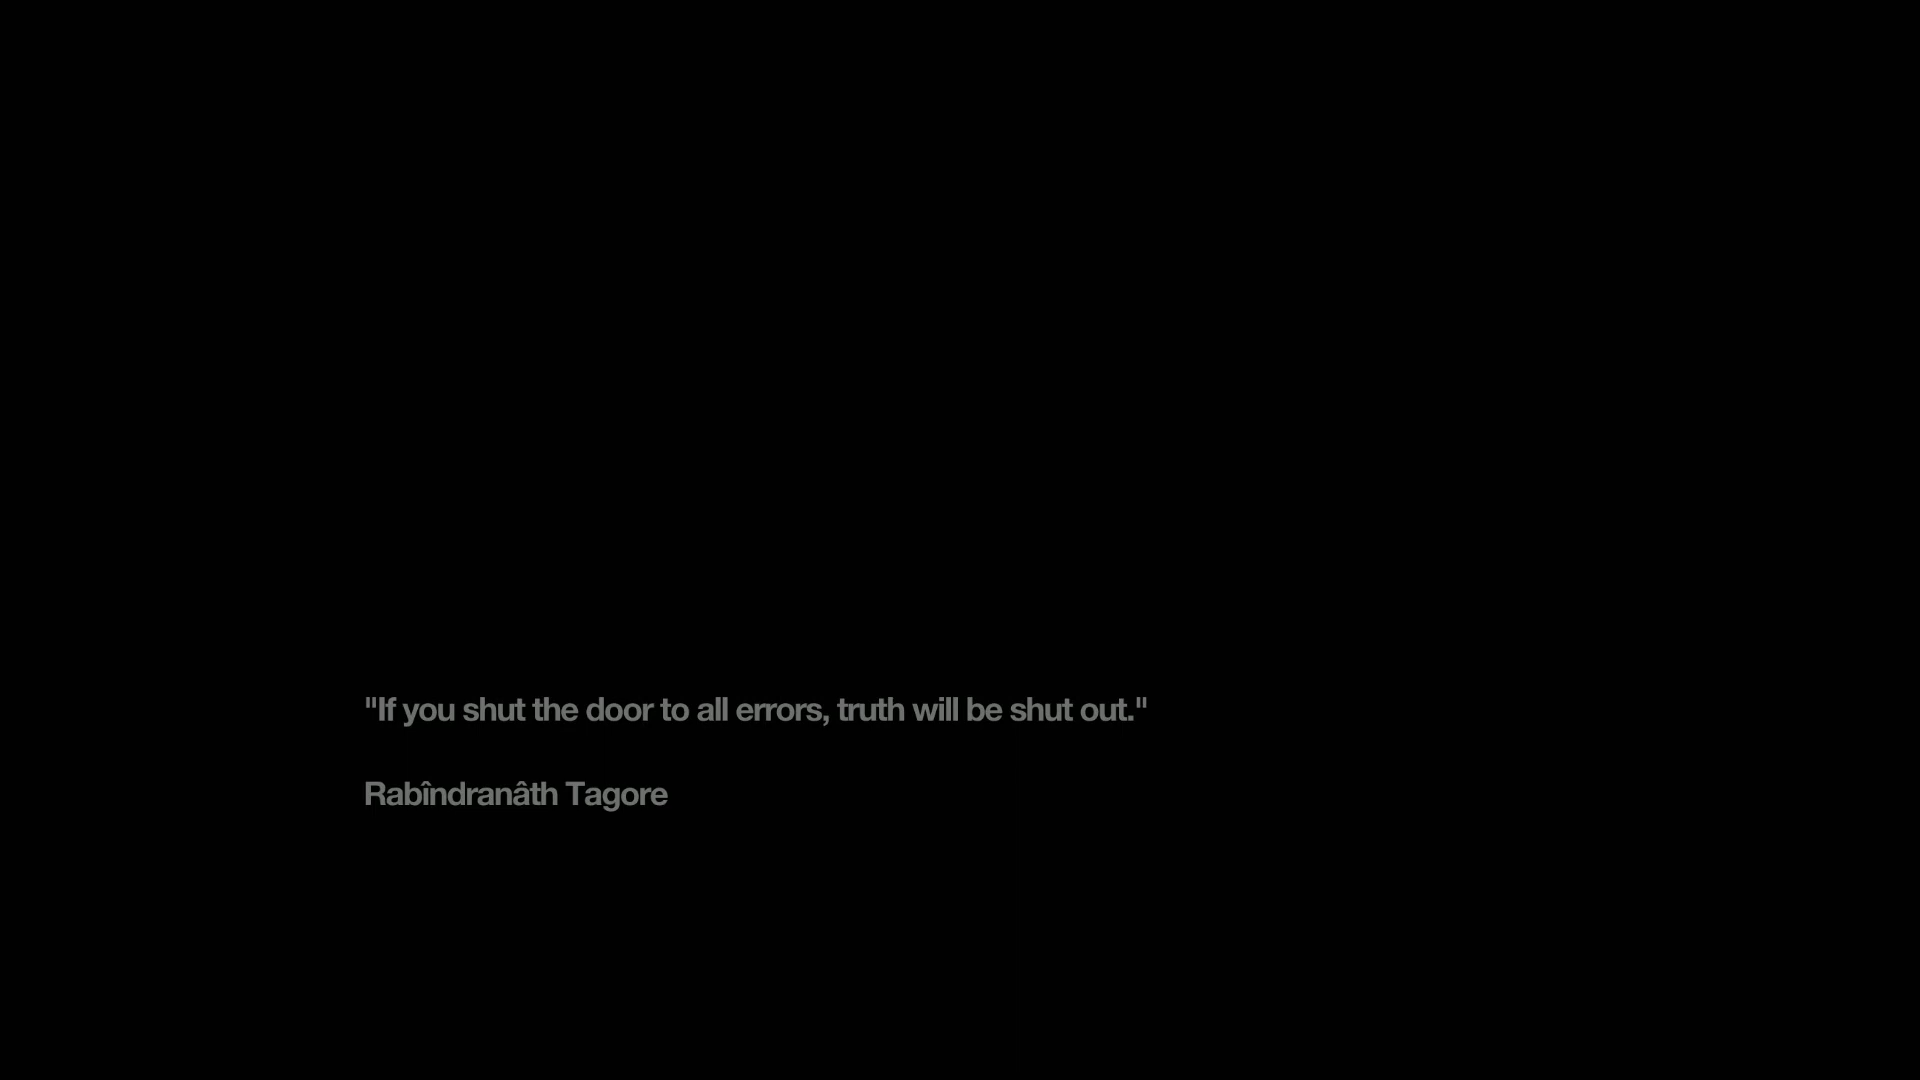 "If you shut the door to all errors, truth will be shut out."
Rabîndranâth Tagore